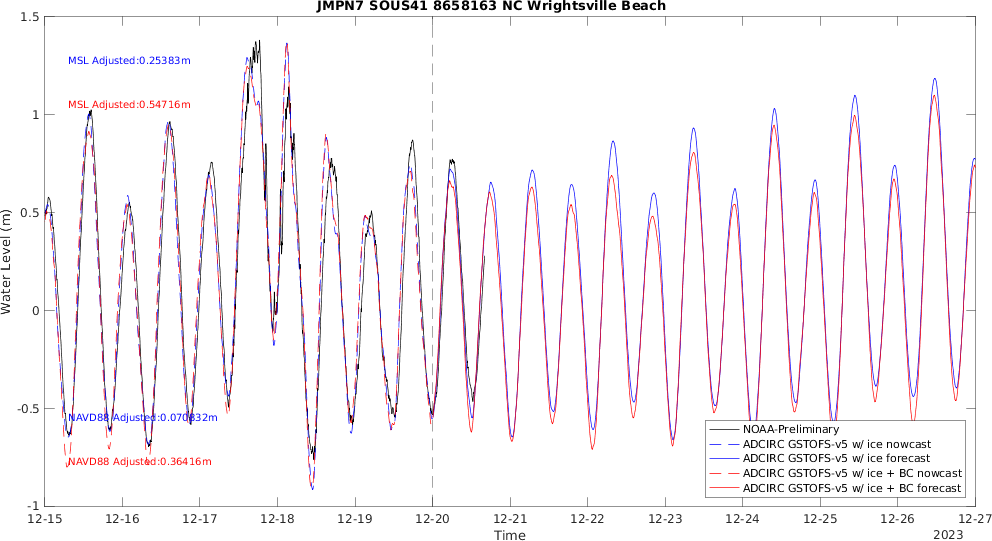 JMPN7 SOUS41 8658163 NC Wrightsville Beach
1.5
1
0.5
0
-0.5
-1
Water Level (m)
MSL Adjusted:0.25383m
MSL Adjusted:0.54716m
NAVD88 Adjusted:0.070832m
NAVD88 Adjusted:0.36416m
NOAA-Preliminary
ADCIRC GSTOFS-v5 w/ ice nowcast
ADCIRC GSTOFS-v5 w/ ice forecast
ADCIRC GSTOFS-v5 w/ ice + BC nowcast
ADCIRC GSTOFS-v5 w/ ice + BC forecast
12-15 12-16 12-17 12-18 12-19 12-20 12-21 12-22 12-23 12-24 12-25 12-26 12-27
Time
2023